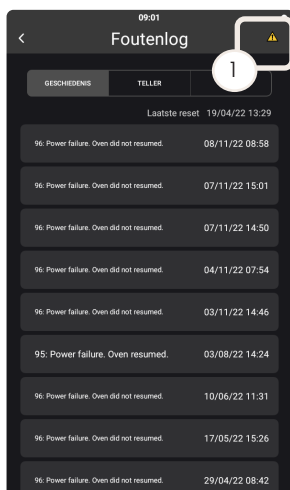 09:01
Foutenlog
1
GESCHIEDENIS TELLER
Laatste reset 19/04/22 13:29
96: Power failure. Oven did not resumed. 08/11/22 08:58
96: Power failure. Oven did not resumed. 07/11/22 15:01
96: Power failure. Oven did not resumed. 07/11/22 14:50
96: Power failure. Oven did not resumed. 04/11/22 07:54
96: Power failure. Oven did not resumed. 03/11/22 14:46
95: Power failure. Oven resumed. 03/08/22 14:24
96: Power failure. Oven did not resumed. 10/06/22 11:31
96: Power failure. Oven did not resumed. 17/05/22 15:26
96: Power failure. Oven did not resumed. 29/04/22 08:42